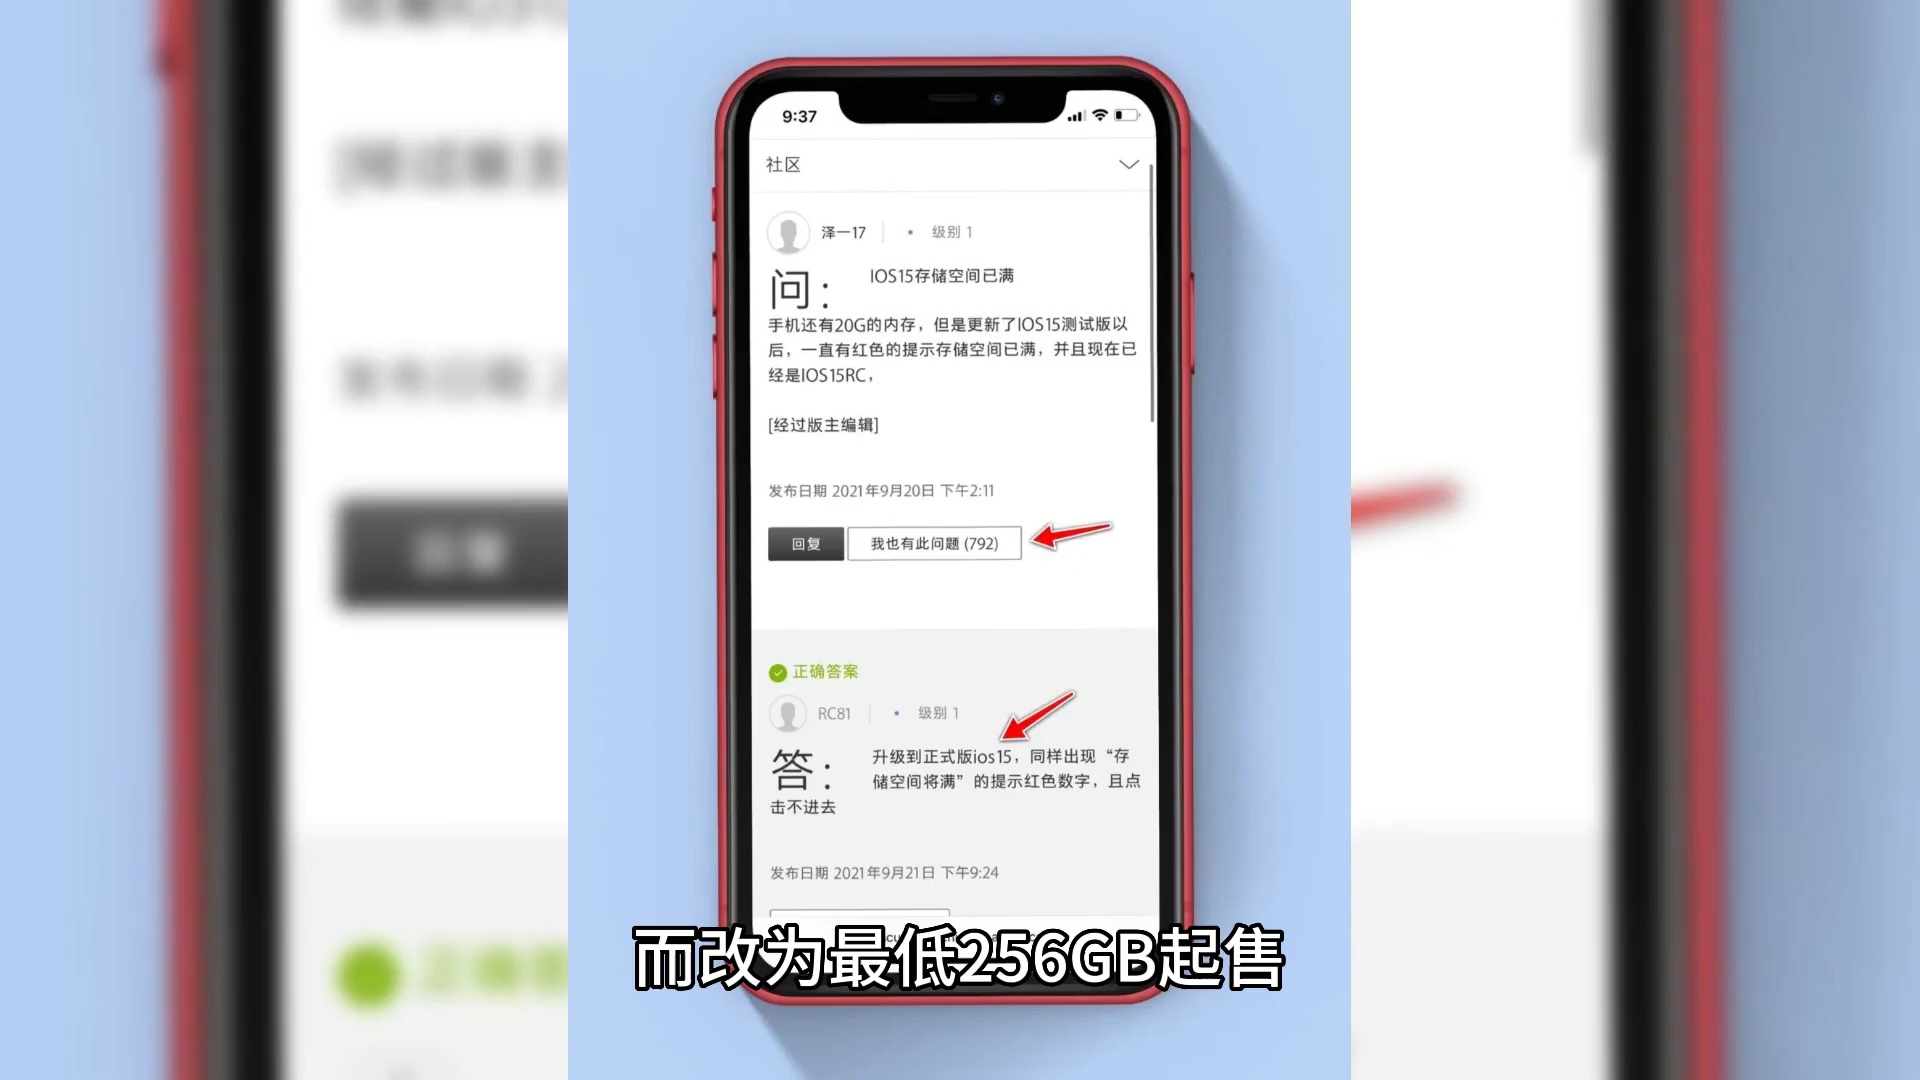 9:37
社区
泽一17
级别 1
问：
IOS15存储空间已满
手机还有20G的内存，但是更新了IOS15测试版以
后，一直有红色的提示存储空间已满，并且现在已
经是IOS15RC，
[经过版主编辑]
发布日期 2021年9月20日 下午2:11
回复
我也有此问题 (792)
正确答案
RC81
级别 1
答：
升级到正式版ios15，同样出现“存
储空间将满”的提示红色数字，且点
击不进去
发布日期 2021年9月21日 下午9:24
而改为最低256GB起售